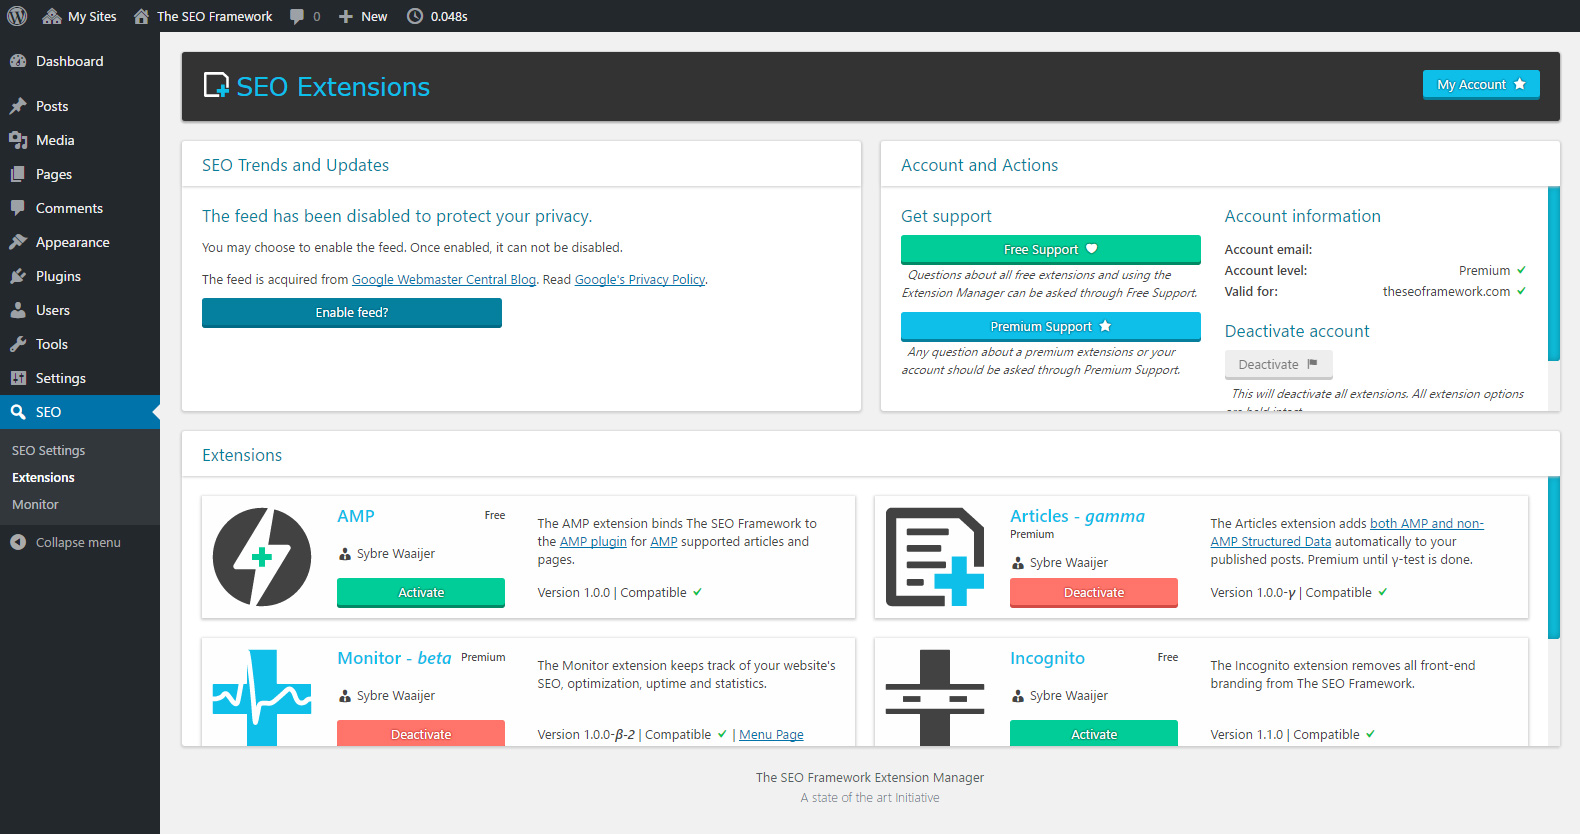 My Sites
The SEO Framework
0
New
0.048s
Dashboard
Posts
Media
Pages
Comments
Appearance
Plugins
Users
Tools
Settings
SEO
SEO Settings
Extensions
Monitor
Collapse menu
SEO Extensions
My Account
SEO Trends and Updates
The feed has been disabled to protect your privacy.
You may choose to enable the feed. Once enabled, it can not be disabled.
The feed is acquired from Google Webmaster Central Blog. Read Google's Privacy Policy.
Enable feed?
Account and Actions
Get support
Free Support
Questions about all free extensions and using the
Extension Manager can be asked through Free Support.
Premium Support
Any question about a premium extensions or your
account should be asked through Premium Support.
Account information
Account email:
Account level: Premium
Valid for: theseoframework.com
Deactivate account
Deactivate
This will deactivate all extensions. All extension options
are held intact.
Extensions
AMP
Free
Sybre Waaijer
Activate
The AMP extension binds The SEO Framework to
the AMP plugin for AMP supported articles and
pages.
Version 1.0.0 | Compatible
Articles - gamma
Premium
Sybre Waaijer
Deactivate
The Articles extension adds both AMP and non-
AMP Structured Data automatically to your
published posts. Premium until γ-test is done.
Version 1.0.0-γ | Compatible
Monitor - beta
Premium
Sybre Waaijer
Deactivate
The Monitor extension keeps track of your website's
SEO, optimization, uptime and statistics.
Version 1.0.0-β-2 | Compatible | Menu Page
Incognito
Free
Sybre Waaijer
Activate
The Incognito extension removes all front-end
branding from The SEO Framework.
Version 1.1.0 | Compatible
The SEO Framework Extension Manager
A state of the art Initiative